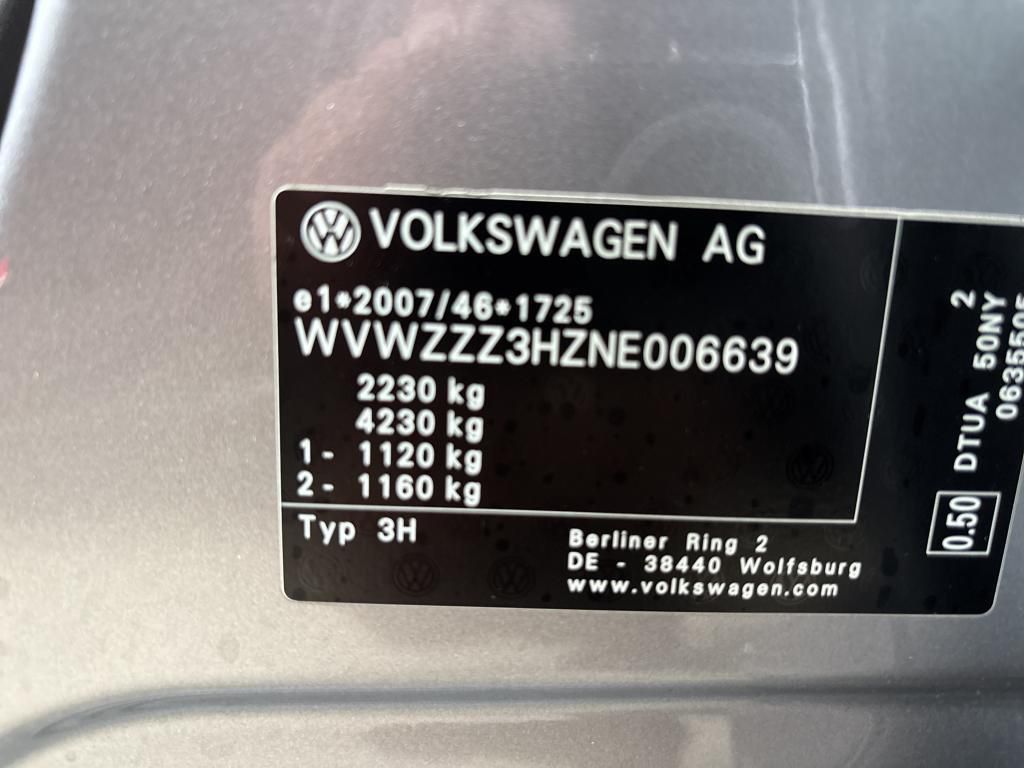 VOLKSWAGEN AG
e1*2007/46*1725
WVWZZZ3HZNE006639
2230 kg
4230 kg
1- 1120 kg
2- 1160 kg
Typ 3H
Berliner Ring 2
DE - 38440 Wolfsburg
www.volkswagen.com
2
DTUA 50NY
0.50